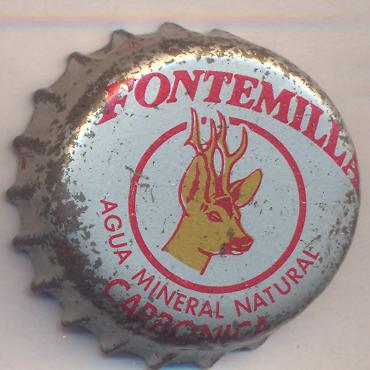 FONTEMILLA
AGUA MINERAL NATURAL
CARBONICA